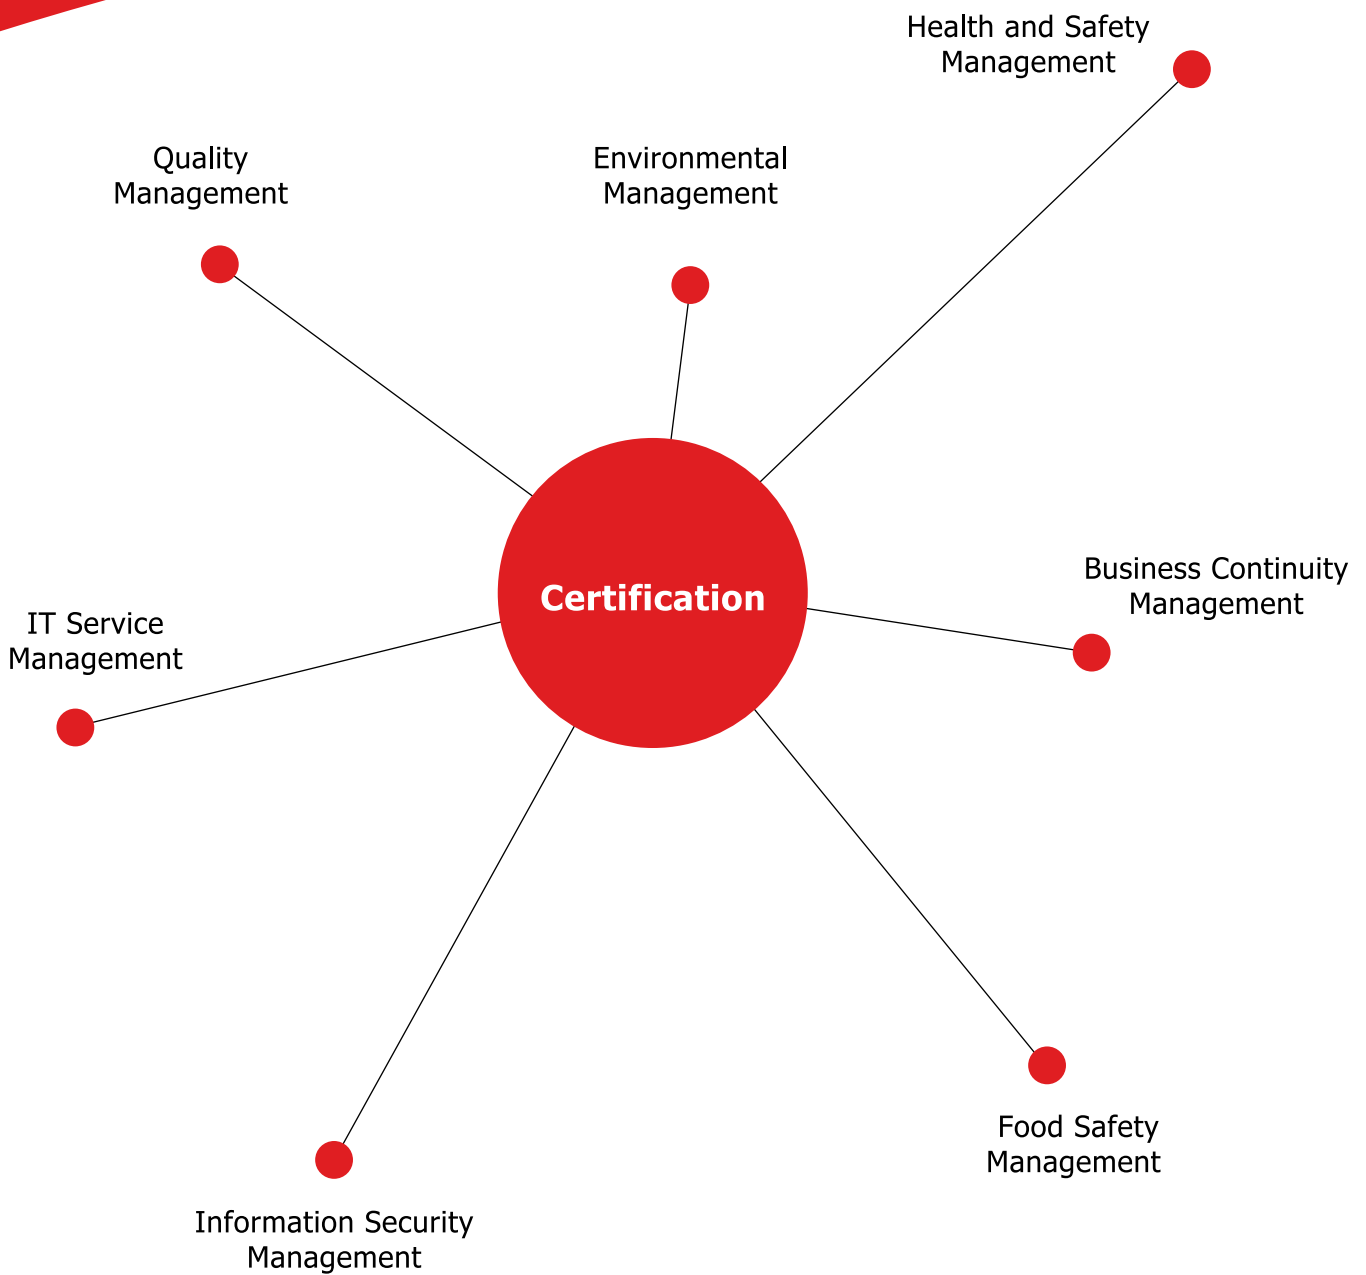 Health and Safety
Management
Quality
Management
Environmental
Management
Business Continuity
Management
Certification
IT Service
Management
Food Safety
Management
Information Security
Management